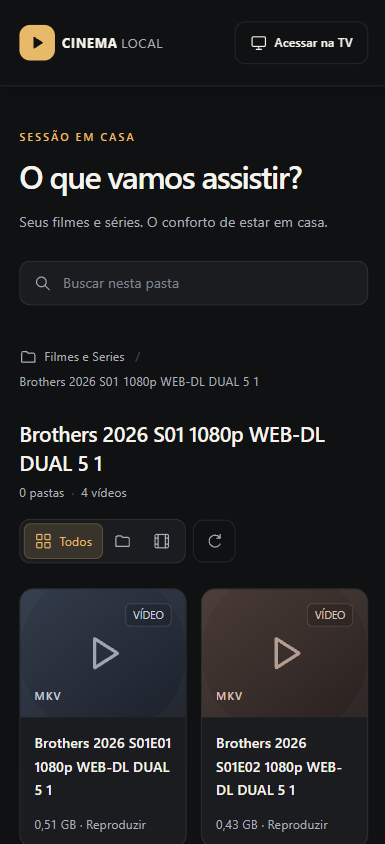 CINEMA LOCAL
Acessar na TV
SESSÃO EM CASA
O que vamos assistir?
Seus filmes e séries. O conforto de estar em casa.
Buscar nesta pasta
Filmes e Series /
Brothers 2026 S01 1080p WEB-DL DUAL 5 1
Brothers 2026 S01 1080p WEB-DL
DUAL 5 1
0 pastas · 4 vídeos
Todos
VÍDEO
MKV
Brothers 2026 S01E01
1080p WEB-DL DUAL
5 1
0,51 GB · Reproduzir
VÍDEO
MKV
Brothers 2026
S01E02 1080p WEB-
DL DUAL 5 1
0,43 GB · Reproduzir